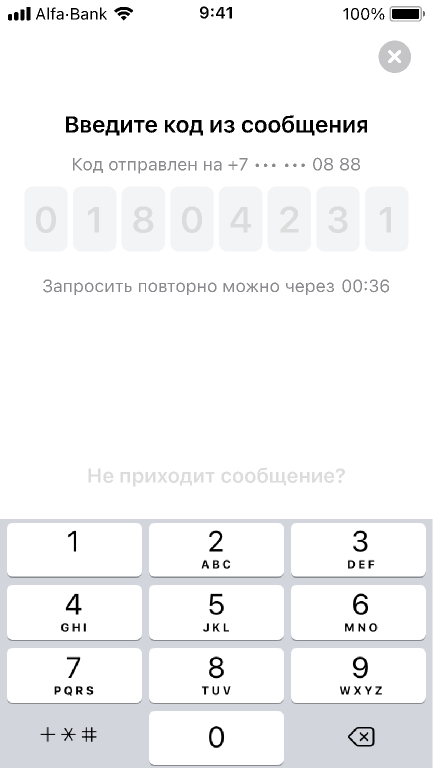 Alfa·Bank 9:41 100%
Введите код из сообщения
Код отправлен на +7 ••• ••• 08 88
0 1 8 0 4 2 3 1
Запросить повторно можно через 00:36
Не приходит сообщение?
1 2 3
ABC DEF
4 5 6
GHI JKL MNO
7 8 9
PQRS TUV WXYZ
+*# 0